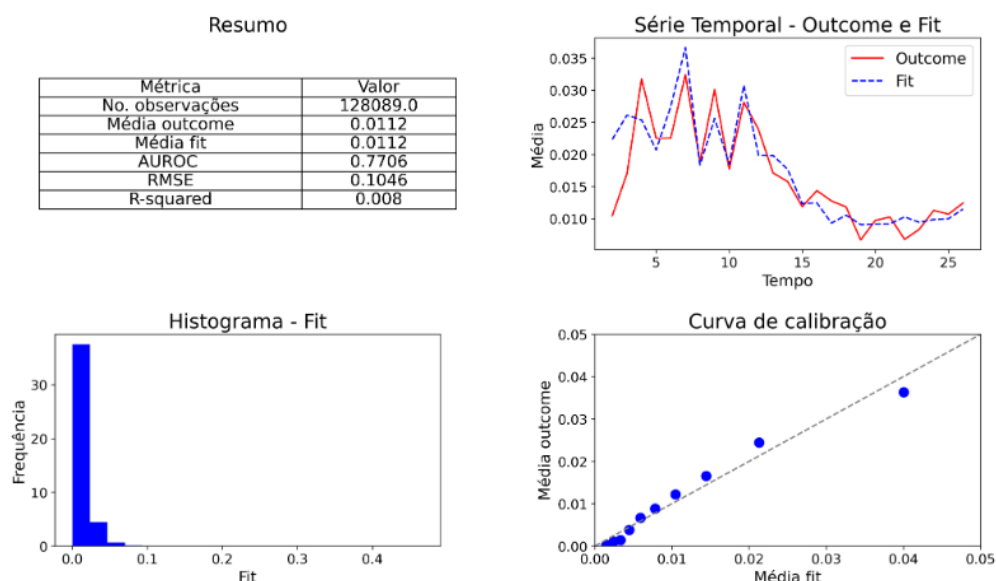 Resumo
Métrica Valor
No. observações 128089.0
Média outcome 0.0112
Média fit 0.0112
AUROC 0.7706
RMSE 0.1046
R-squared 0.008
Série Temporal - Outcome e Fit
Outcome
Fit
Média
0.035
0.030
0.025
0.020
0.015
0.010
5 10 15 20 25
Tempo
Histograma - Fit
Frequência
30
20
10
0
0.0 0.1 0.2 0.3 0.4
Fit
Curva de calibração
Média outcome
0.05
0.04
0.03
0.02
0.01
0.00
0.00 0.01 0.02 0.03 0.04 0.05
Média fit